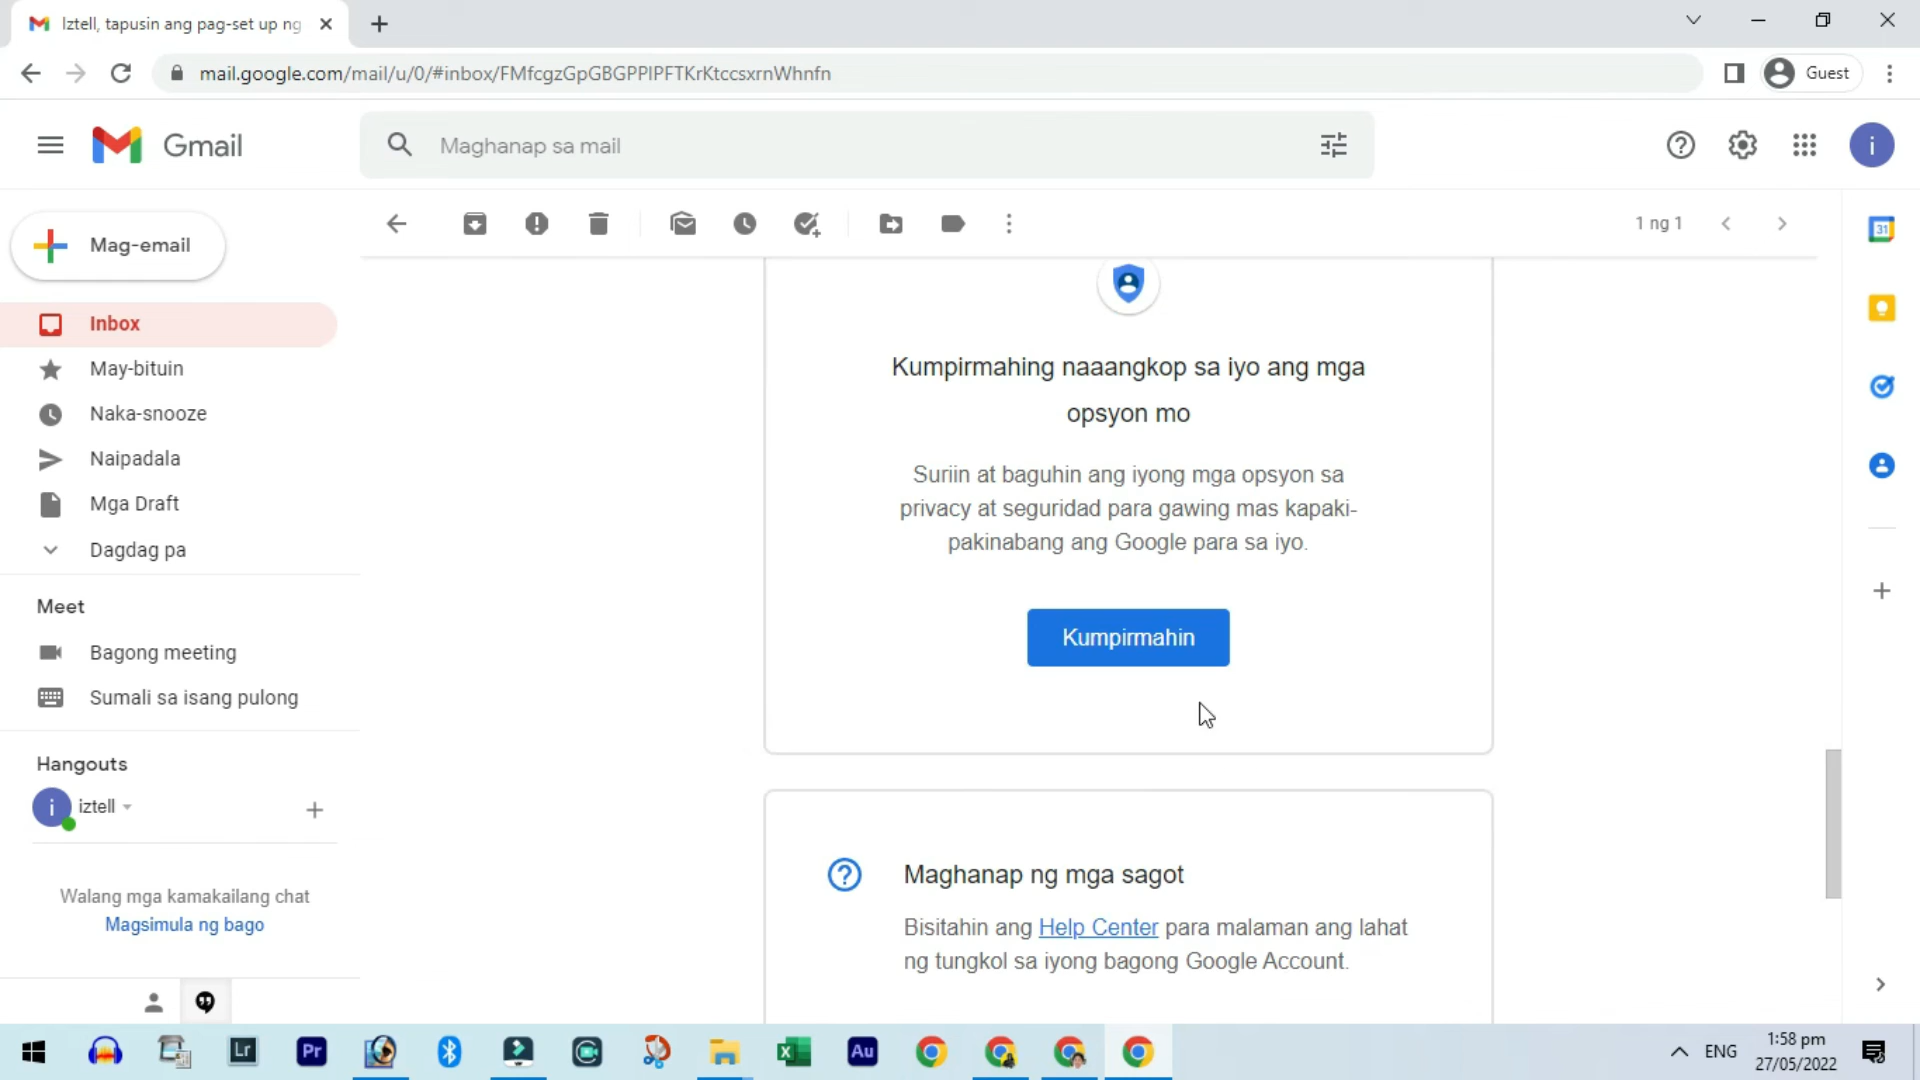 Iztell, tapusin ang pag-set up ng
mail.google.com/mail/u/0/#inbox/FMfcgzGpGBGPPlPFTKrKtccsxrnWhnfn
Guest
Gmail
Maghanap sa mail
i
1 ng 1
31
Mag-email
Inbox
May-bituin
Naka-snooze
Naipadala
Mga Draft
Dagdag pa
Meet
Bagong meeting
Sumali sa isang pulong
Hangouts
i
iztell
Walang mga kamakailang chat
Magsimula ng bago
Kumpirmahing naaangkop sa iyo ang mga
opsyon mo
Suriin at baguhin ang iyong mga opsyon sa
privacy at seguridad para gawing mas kapaki-
pakinabang ang Google para sa iyo.
Kumpirmahin
Maghanap ng mga sagot
Bisitahin ang Help Center para malaman ang lahat
ng tungkol sa iyong bagong Google Account.
Lr
Pr
Au
ENG
1:58 pm
27/05/2022